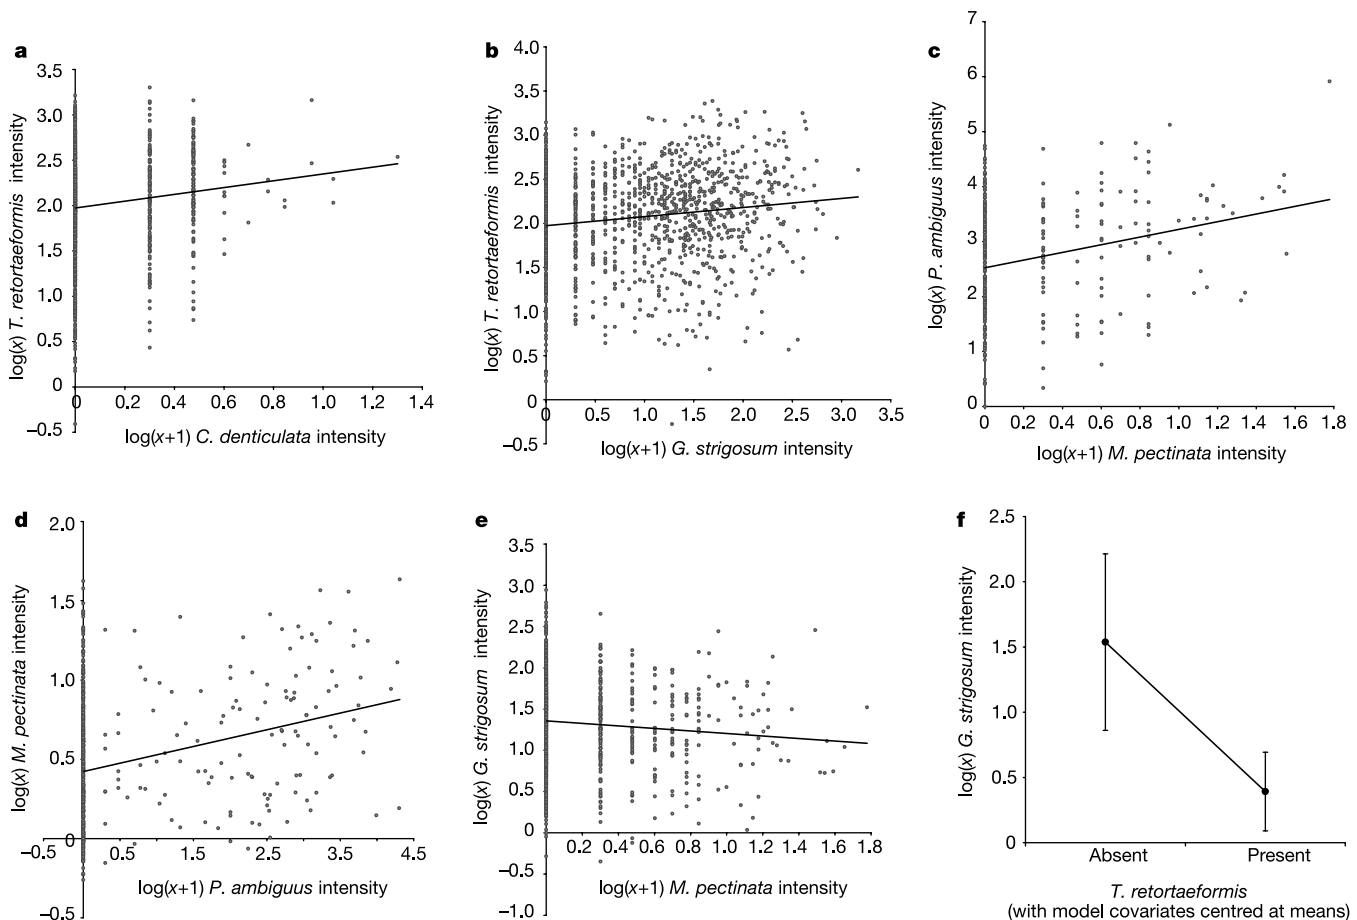 a
3.5
3.0
2.5
2.0
1.5
1.0
0.5
0
–0.5
log(x) T. retortaeformis intensity
0 0.2 0.4 0.6 0.8 1.0 1.2 1.4
log(x+1) C. denticulata intensity
b
4.0
3.5
3.0
2.5
2.0
1.5
1.0
0.5
0
–0.5
log(x) T. retortaeformis intensity
0 0.5 1.0 1.5 2.0 2.5 3.0 3.5
log(x+1) G. strigosum intensity
c
7
6
5
4
3
2
1
0
log(x) P. ambiguus intensity
0 0.2 0.4 0.6 0.8 1.0 1.2 1.4 1.6 1.8
log(x+1) M. pectinata intensity
d
2.0
1.5
1.0
0.5
0
–0.5
log(x) M. pectinata intensity
–0.5 0.5 1.5 2.5 3.5 4.5
log(x+1) P. ambiguus intensity
e
3.5
3.0
2.5
2.0
1.5
1.0
0.5
0.0
–0.5
–1.0
log(x) G. strigosum intensity
0.2 0.4 0.6 0.8 1.0 1.2 1.4 1.6 1.8
log(x+1) M. pectinata intensity
f
2.5
2.0
1.5
1.0
0.5
0
log(x) G. strigosum intensity
Absent Present
T. retortaeformis
(with model covariates centred at means)